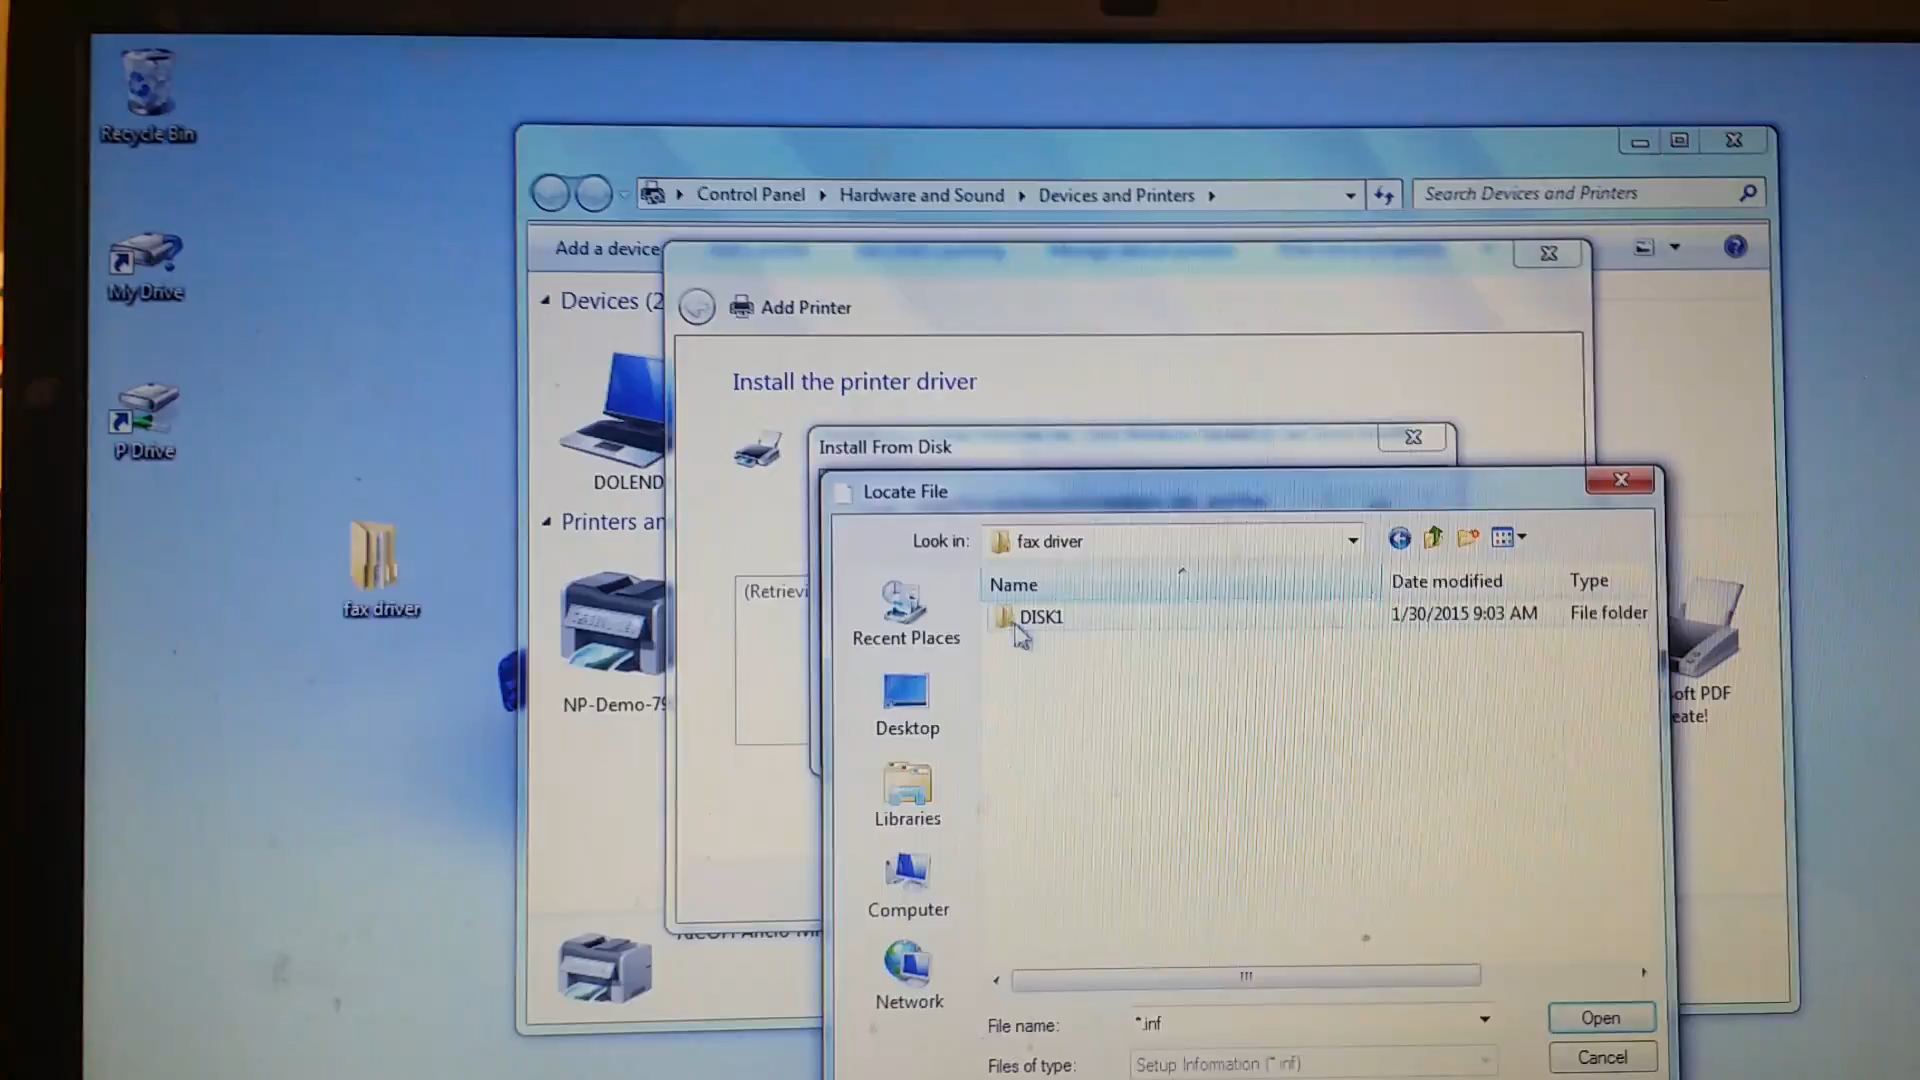 Recycle Bin
My Drive
P Drive
fax driver
Control Panel
Hardware and Sound
Devices and Printers
Search Devices and Printers
Add a device
Devices (2
DOLEND
Printers an
NP-Demo-79
Add Printer
Install the printer driver
(Retrievi
Install From Disk
Locate File
Look in:
fax driver
Name
Date modified
Type
DISK1
1/30/2015 9:03 AM
File folder
Recent Places
Desktop
Libraries
Computer
Network
File name:
*.inf
Open
Files of type:
Setup Information (*.inf)
Cancel
oft PDF
eate!